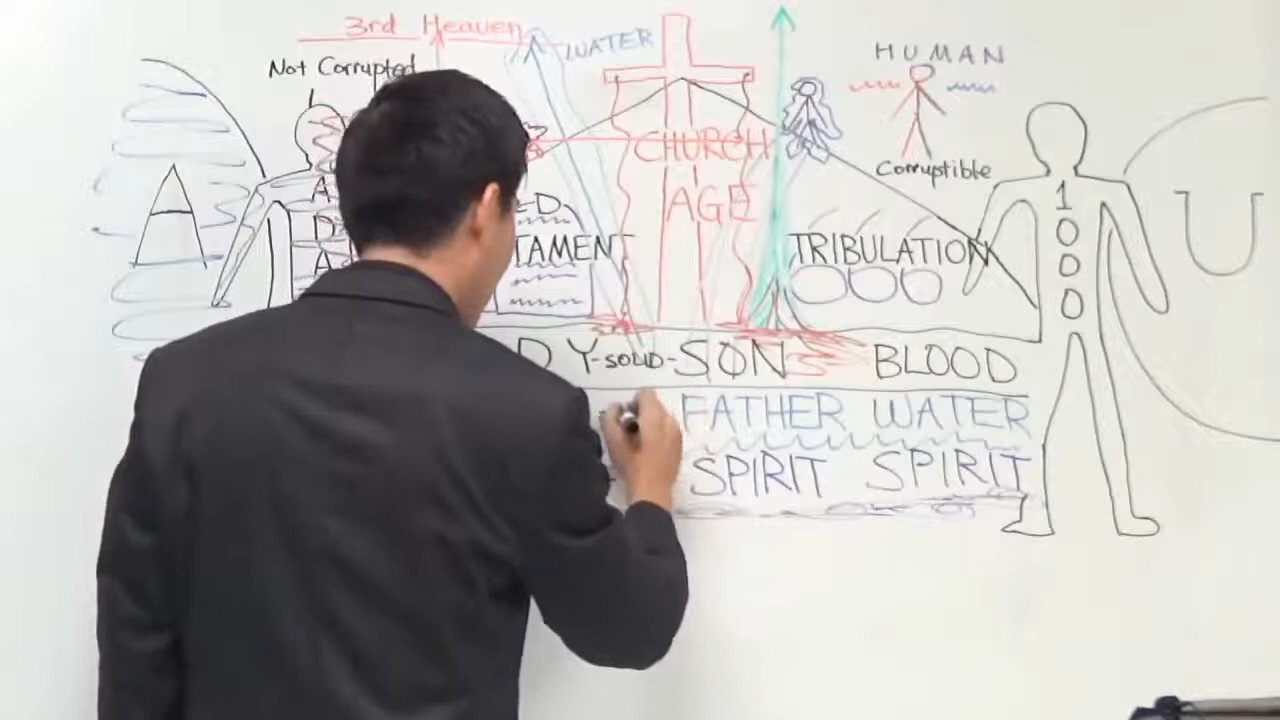 3rd Heaven
WATER
HUMAN
Not Corrupted
CHURCH
Corruptible
A
A
D
A
AGE
1
0
0
0
TAMENT
TRIBULATION
DY-SOLID-SON BLOOD
FATHER WATER
SPIRIT SPIRIT